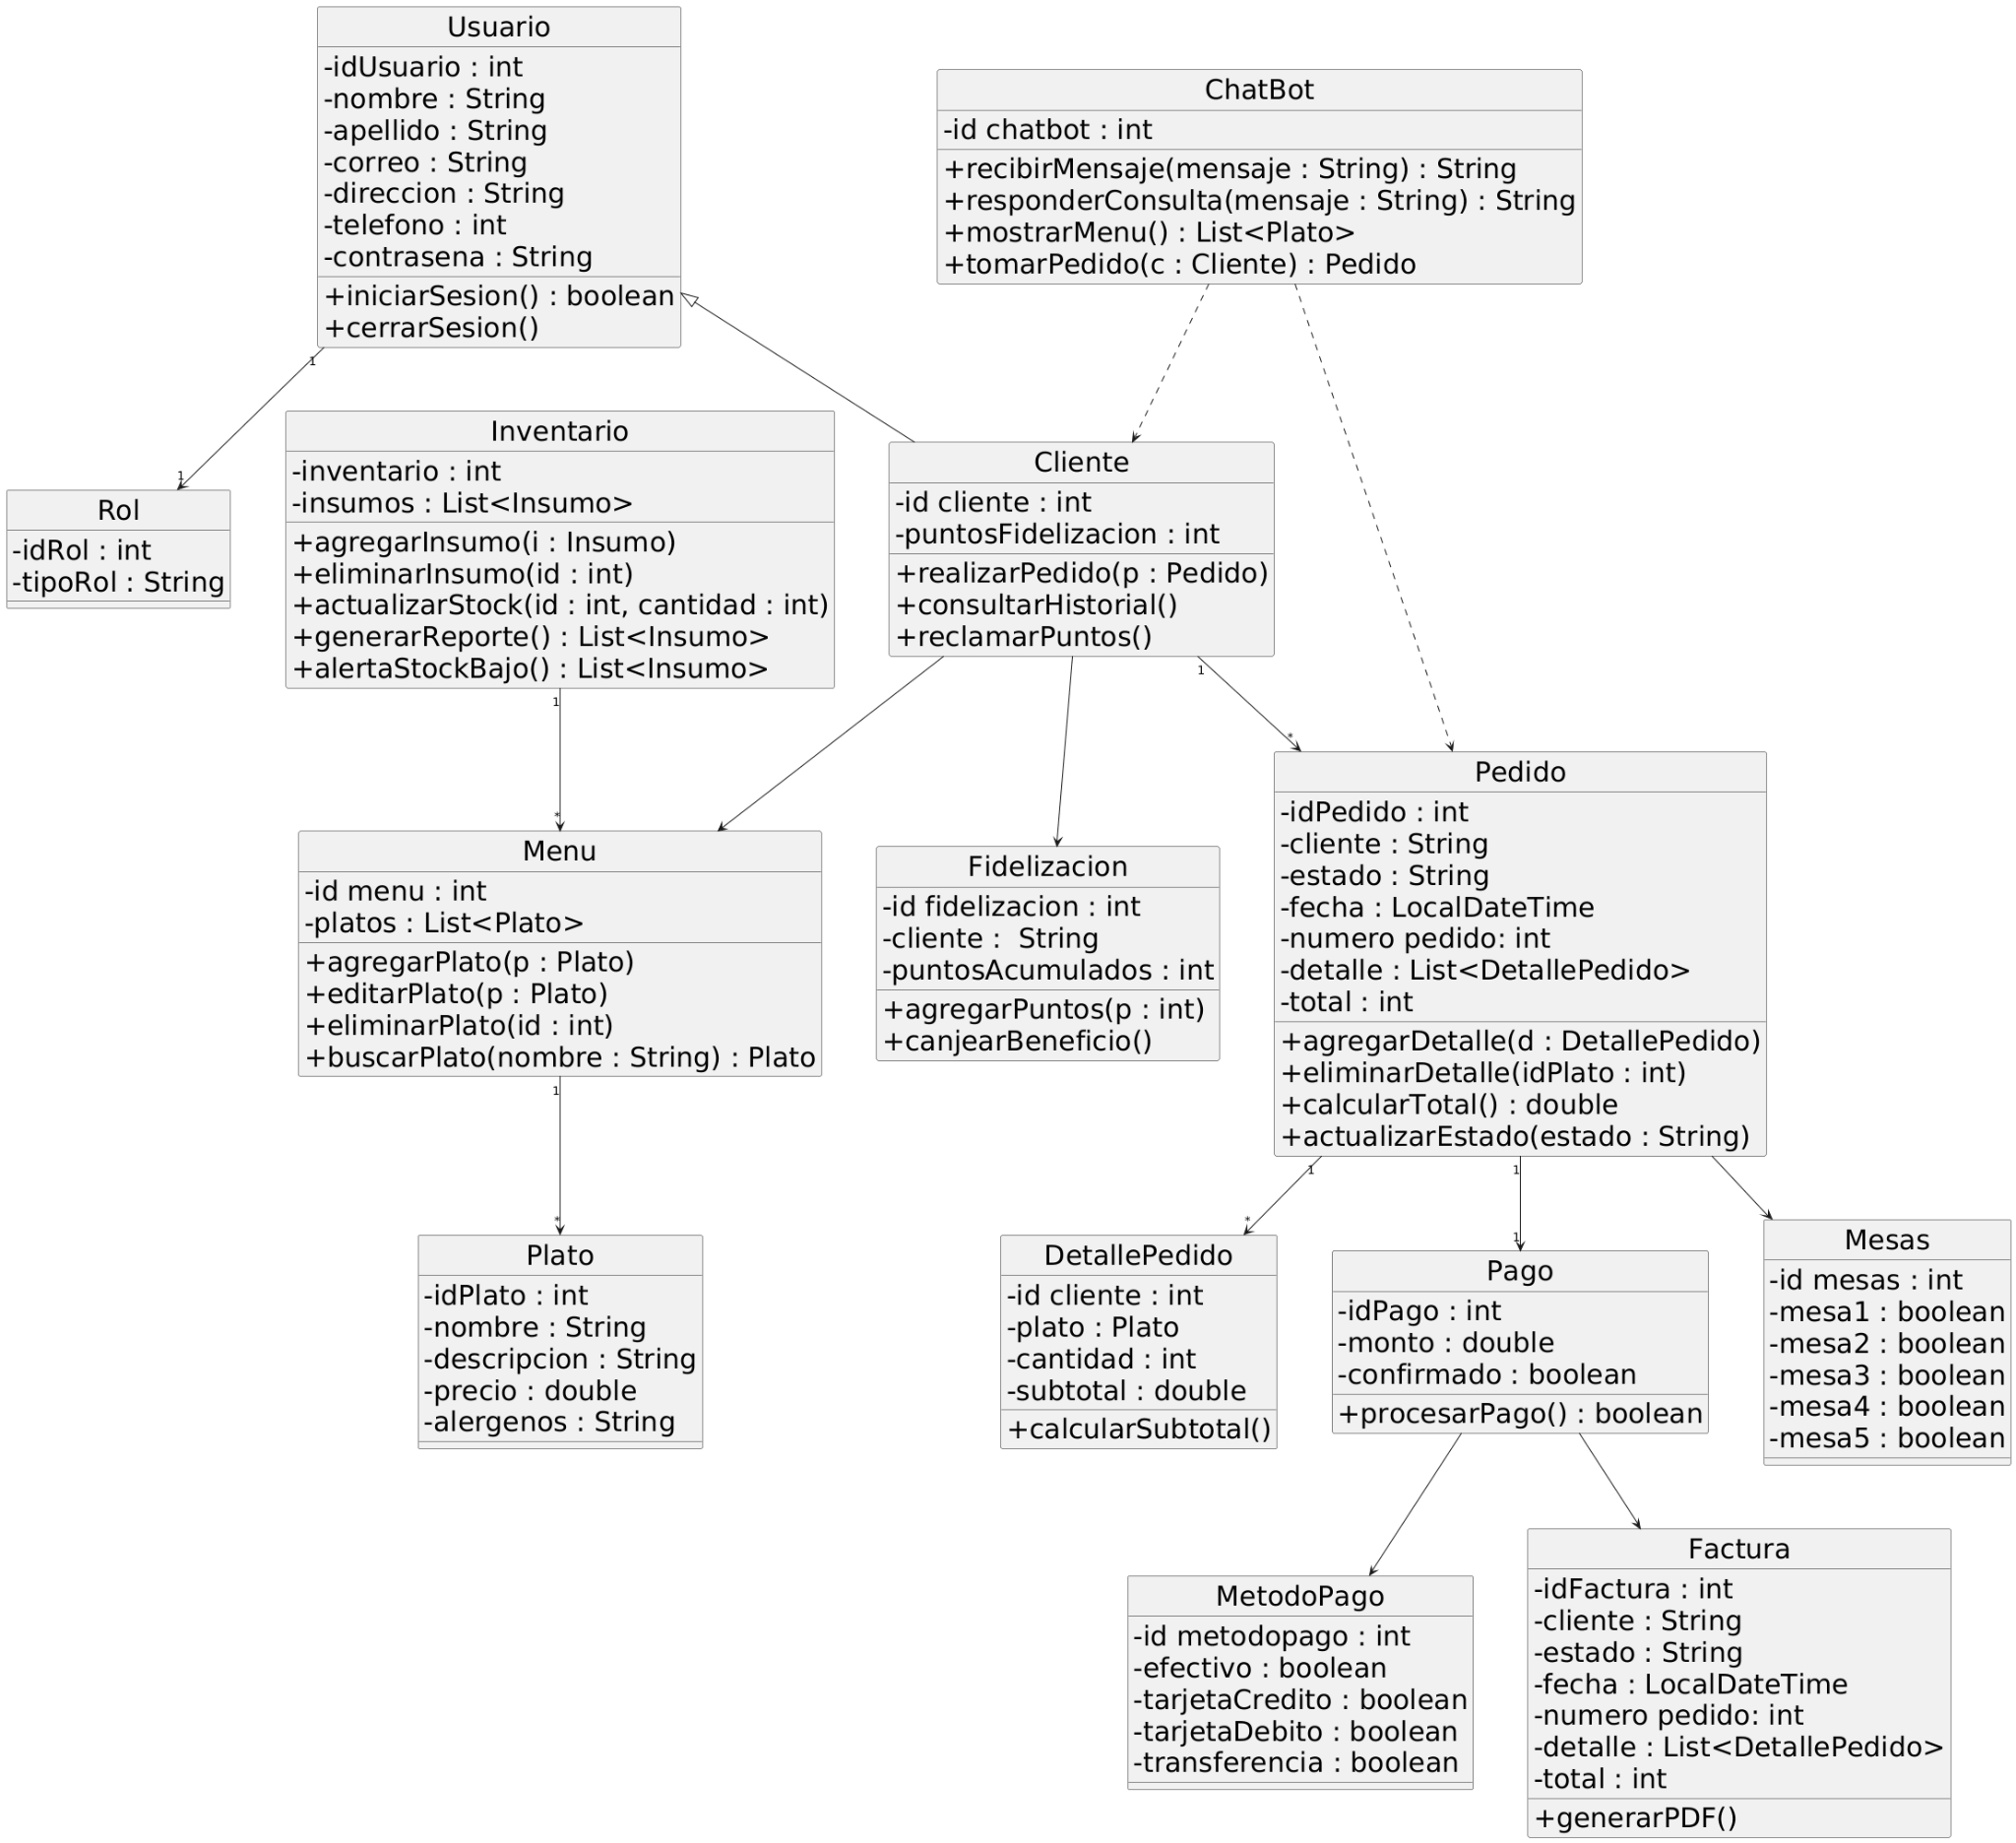 Usuario
-idUsuario : int
-nombre : String
-apellido : String
-correo : String
-direccion : String
-telefono : int
-contrasena : String
+iniciarSesion() : boolean
+cerrarSesion()
1
1
ChatBot
-id chatbot : int
+recibirMensaje(mensaje : String) : String
+responderConsulta(mensaje : String) : String
+mostrarMenu() : List<Plato>
+tomarPedido(c : Cliente) : Pedido
Rol
-idRol : int
-tipoRol : String
Inventario
-inventario : int
-insumos : List<Insumo>
+agregarInsumo(i : Insumo)
+eliminarInsumo(id : int)
+actualizarStock(id : int, cantidad : int)
+generarReporte() : List<Insumo>
+alertaStockBajo() : List<Insumo>
1
*
Cliente
-id cliente : int
-puntosFidelizacion : int
+realizarPedido(p : Pedido)
+consultarHistorial()
+reclamarPuntos()
1
*
Menu
-id menu : int
-platos : List<Plato>
+agregarPlato(p : Plato)
+editarPlato(p : Plato)
+eliminarPlato(id : int)
+buscarPlato(nombre : String) : Plato
1
*
Fidelizacion
-id fidelizacion : int
-cliente :  String
-puntosAcumulados : int
+agregarPuntos(p : int)
+canjearBeneficio()
Pedido
-idPedido : int
-cliente : String
-estado : String
-fecha : LocalDateTime
-numero pedido: int
-detalle : List<DetallePedido>
-total : int
+agregarDetalle(d : DetallePedido)
+eliminarDetalle(idPlato : int)
+calcularTotal() : double
+actualizarEstado(estado : String)
1
*
1
1
Plato
-idPlato : int
-nombre : String
-descripcion : String
-precio : double
-alergenos : String
DetallePedido
-id cliente : int
-plato : Plato
-cantidad : int
-subtotal : double
+calcularSubtotal()
Pago
-idPago : int
-monto : double
-confirmado : boolean
+procesarPago() : boolean
Mesas
-id mesas : int
-mesa1 : boolean
-mesa2 : boolean
-mesa3 : boolean
-mesa4 : boolean
-mesa5 : boolean
MetodoPago
-id metodopago : int
-efectivo : boolean
-tarjetaCredito : boolean
-tarjetaDebito : boolean
-transferencia : boolean
Factura
-idFactura : int
-cliente : String
-estado : String
-fecha : LocalDateTime
-numero pedido: int
-detalle : List<DetallePedido>
-total : int
+generarPDF()